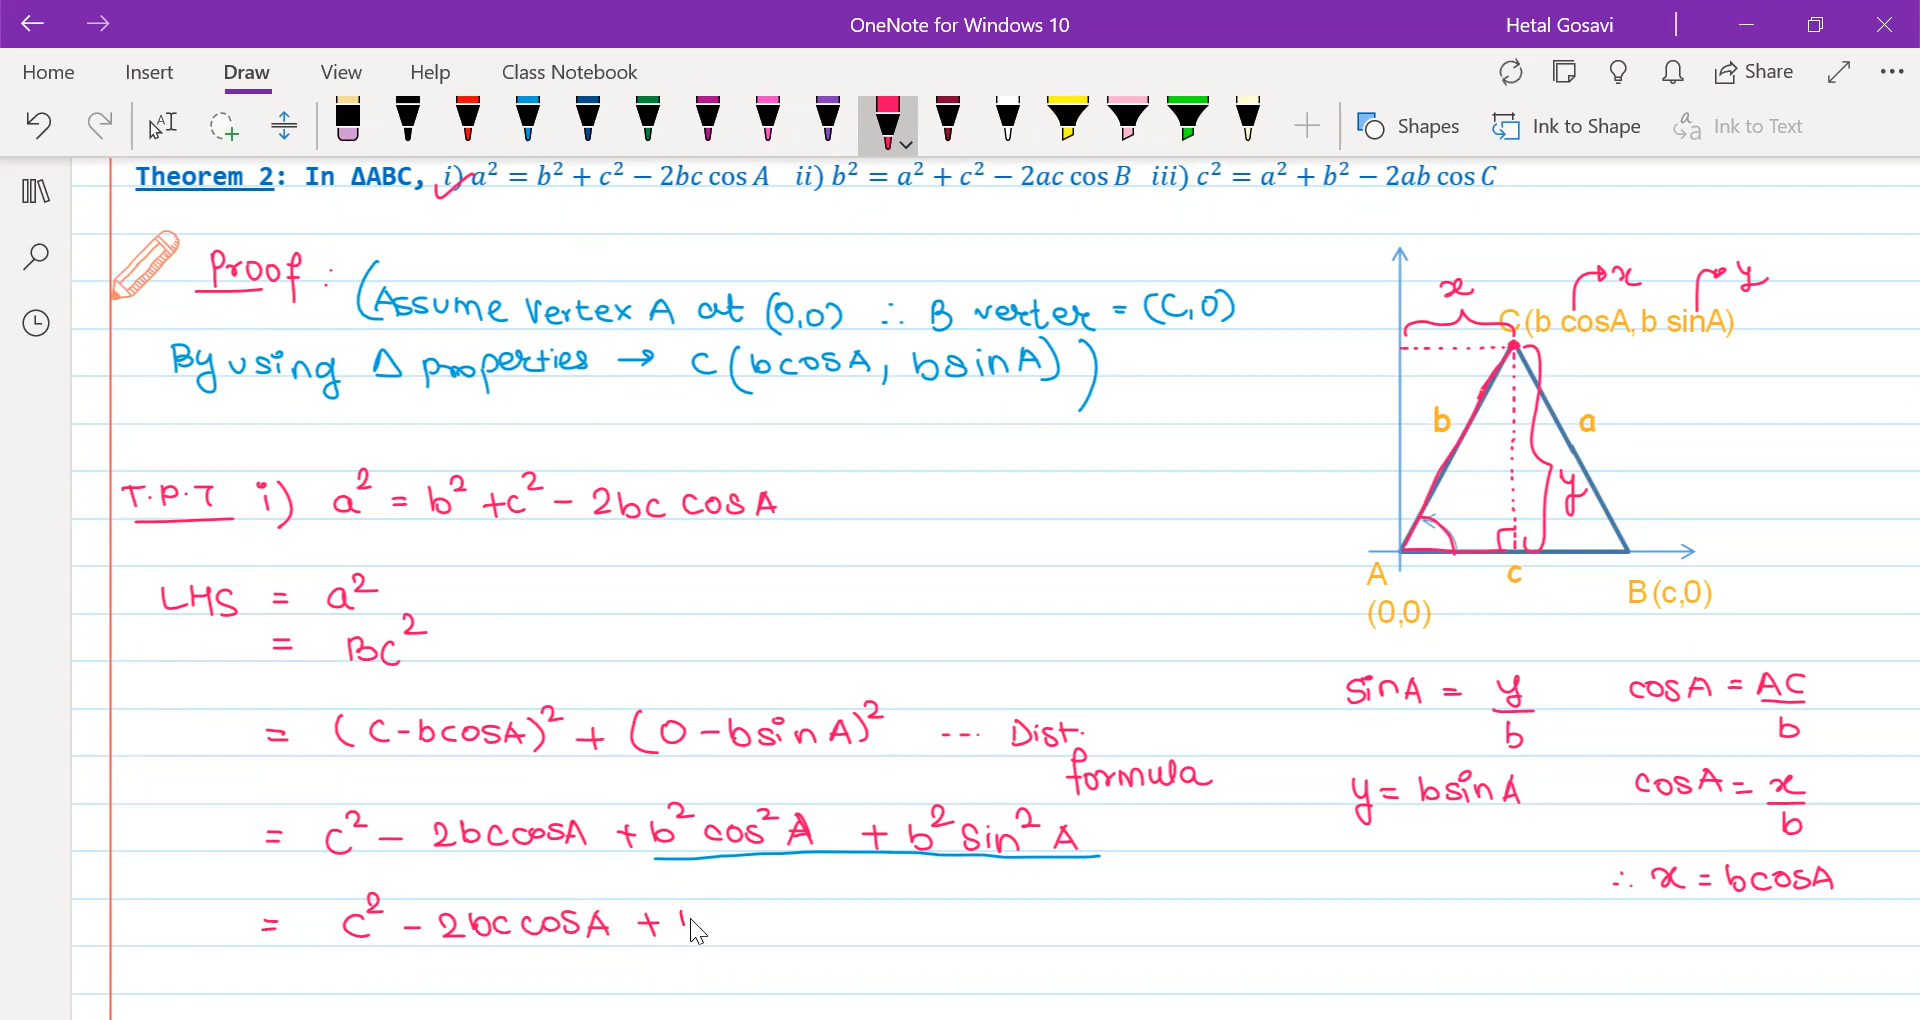 OneNote for Windows 10
Hetal Gosavi
Home Insert Draw View Help Class Notebook Share
Shapes Ink to Shape Ink to Text
Theorem 2: In ΔABC, i) a² = b² + c² − 2bc cos A ii) b² = a² + c² − 2ac cos B iii) c² = a² + b² − 2ab cos C
Proof :
(Assume vertex A at (0,0) ∴ B verter = (C,0)
By using Δ properties → C (bcosA, bsinA))
T.P.T i) a² = b² + c² − 2bc cosA
LHS = a²
= BC²
= (C-bcosA)² + (0 - bsinA)² ... Dist.
formula
= C² − 2bccosA + b² cos² A + b² Sin² A
= C² − 2bccosA +
x
x y
C (b cosA, b sinA)
b a
y
A c B (c,0)
(0,0)
sinA = y/b cosA = AC/b
y = bsinA cosA = x/b
∴ x = bcosA